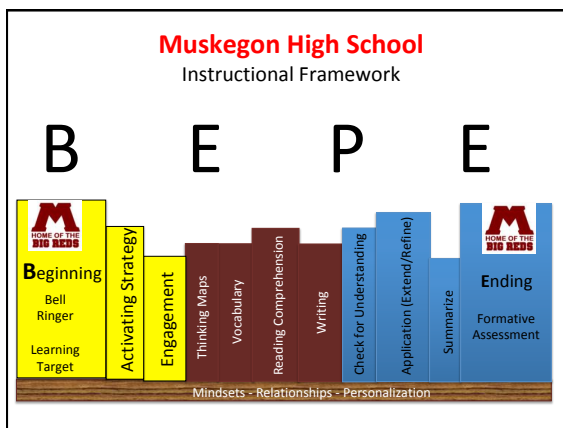 Muskegon High School
Instructional Framework
B E P E
M
HOME OF THE
BIG REDS
Beginning
Bell
Ringer
Learning
Target
Activating Strategy
Engagement
Thinking Maps
Vocabulary
Reading Comprehension
Writing
Check for Understanding
Application (Extend/Refine)
Summarize
M
HOME OF THE
BIG REDS
Ending
Formative
Assessment
Mindsets - Relationships - Personalization